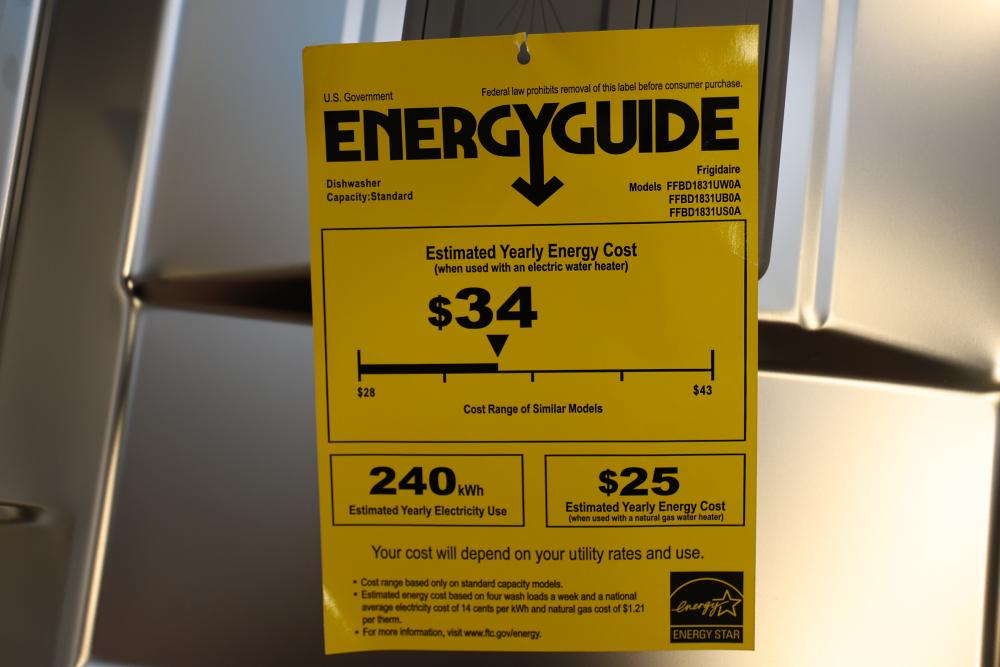 U.S. Government
Federal law prohibits removal of this label before consumer purchase.
ENERGYGUIDE
Dishwasher
Capacity:Standard
Frigidaire
Models FFBD1831UW0A
FFBD1831UB0A
FFBD1831US0A
Estimated Yearly Energy Cost
(when used with an electric water heater)
$34
$28
$43
Cost Range of Similar Models
240kWh
Estimated Yearly Electricity Use
$25
Estimated Yearly Energy Cost
(when used with a natural gas water heater)
Your cost will depend on your utility rates and use.
• Cost range based only on standard capacity models.
• Estimated energy cost based on four wash loads a week and a national
average electricity cost of 14 cents per kWh and natural gas cost of $1.21
per therm.
• For more information, visit www.ftc.gov/energy.
energy
ENERGY STAR